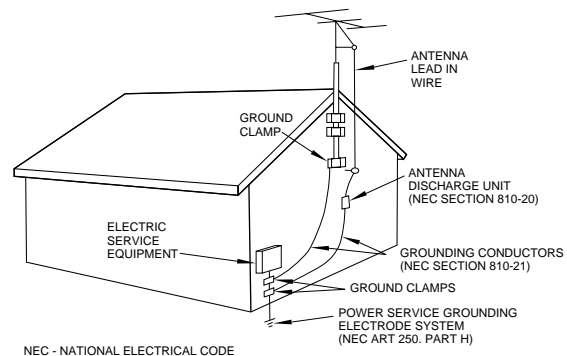 ANTENNA
LEAD IN
WIRE
GROUND
CLAMP
ANTENNA
DISCHARGE UNIT
(NEC SECTION 810-20)
ELECTRIC
SERVICE
EQUIPMENT
GROUNDING CONDUCTORS
(NEC SECTION 810-21)
GROUND CLAMPS
POWER SERVICE GROUNDING
ELECTRODE SYSTEM
(NEC ART 250. PART H)
NEC - NATIONAL ELECTRICAL CODE